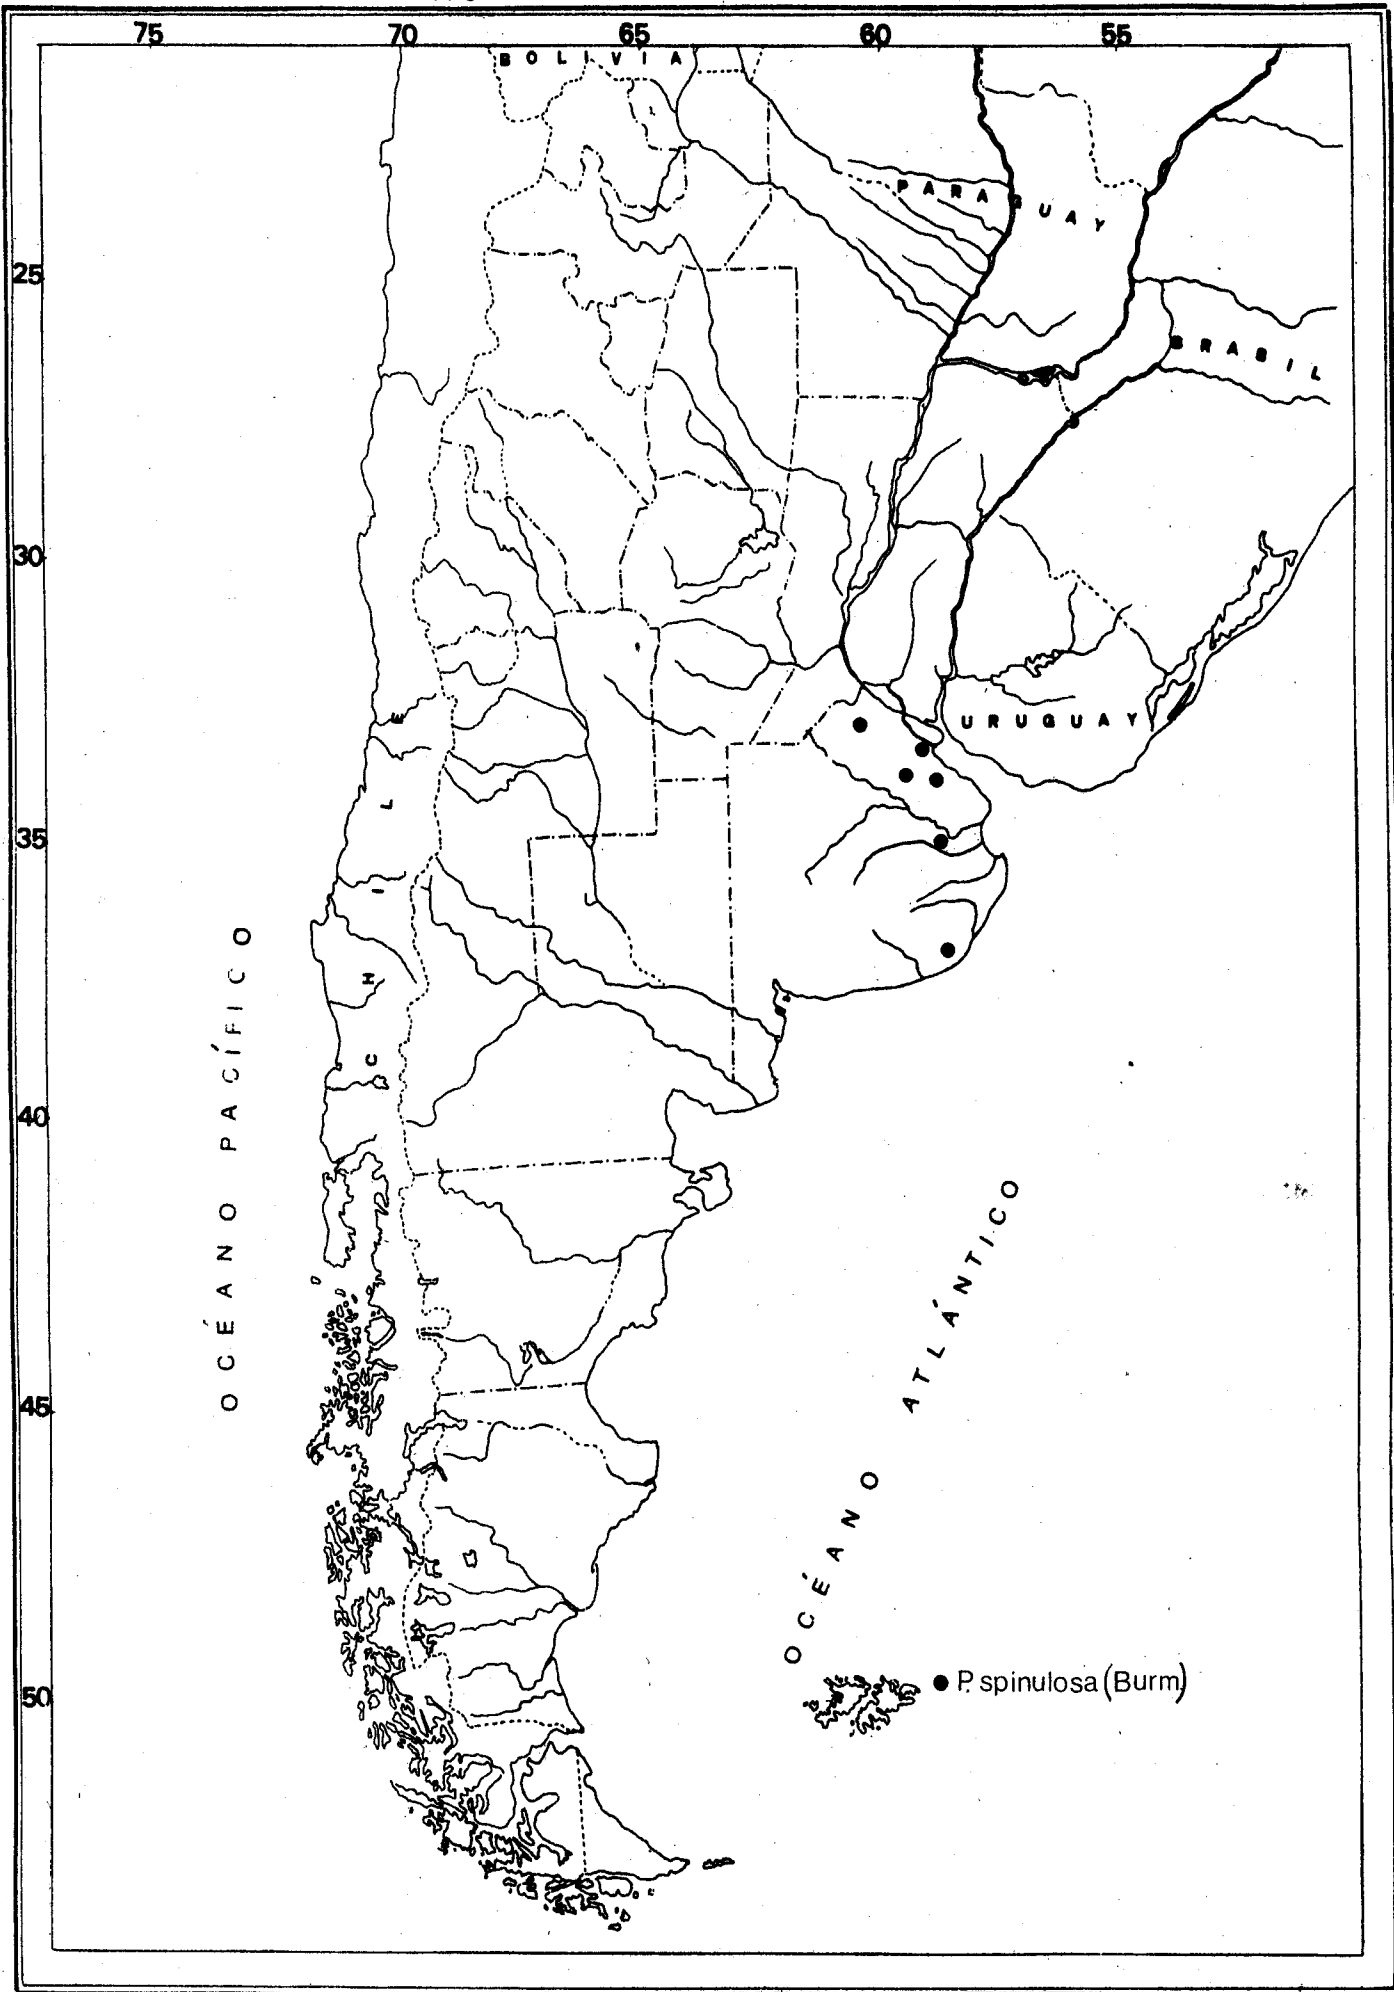 75 70 65 60 55
BOLIVIA
PARAGUAY
25
BRASIL
30
URUGUAY
CHILE
35
OCÉANO PACÍFICO
40
OCÉANO ATLÁNTICO
45
50
P. spinulosa (Burm)